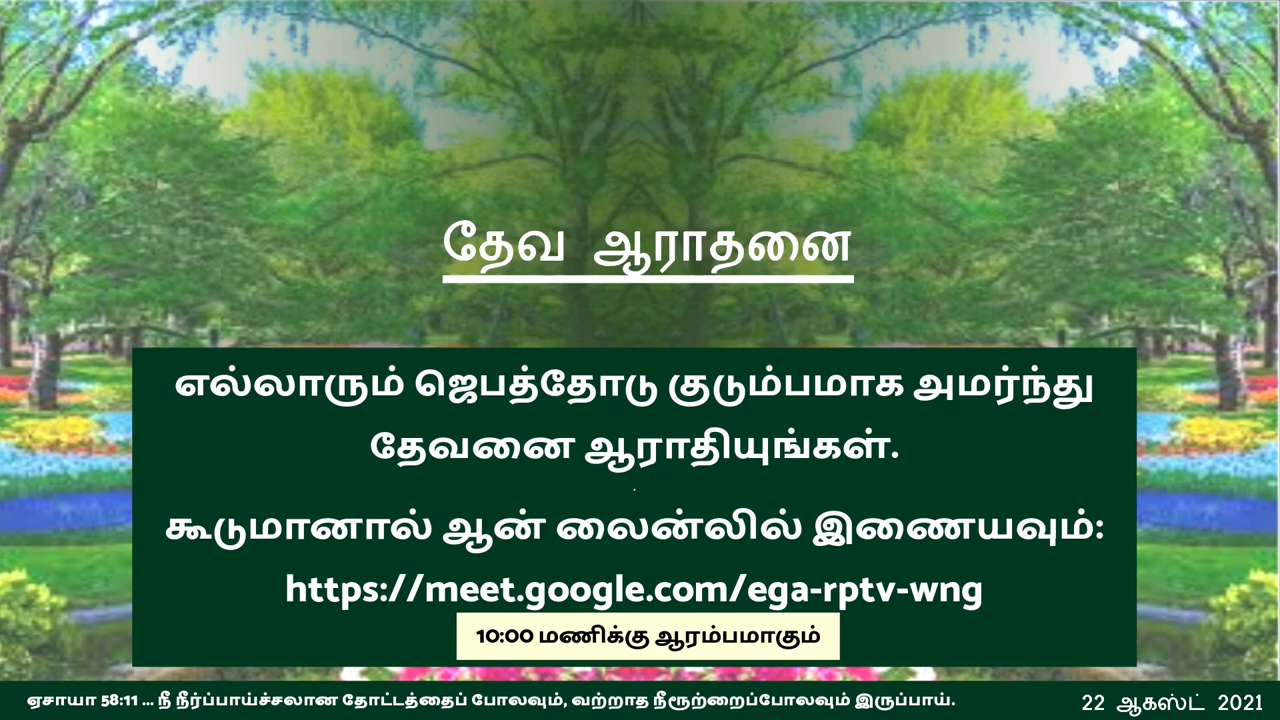 தேவ ஆராதனை
எல்லாரும் ஜெபத்தோடு குடும்பமாக அமர்ந்து
தேவனை ஆராதியுங்கள்.
.
கூடுமானால் ஆன் லைன்லில் இணையவும்:
https://meet.google.com/ega-rptv-wng
10:00 மணிக்கு ஆரம்பமாகும்
ஏசாயா 58:11 ... நீ நீர்ப்பாய்ச்சலான தோட்டத்தைப் போலவும், வற்றாத நீரூற்றைப்போலவும் இருப்பாய்.
22 ஆகஸ்ட் 2021